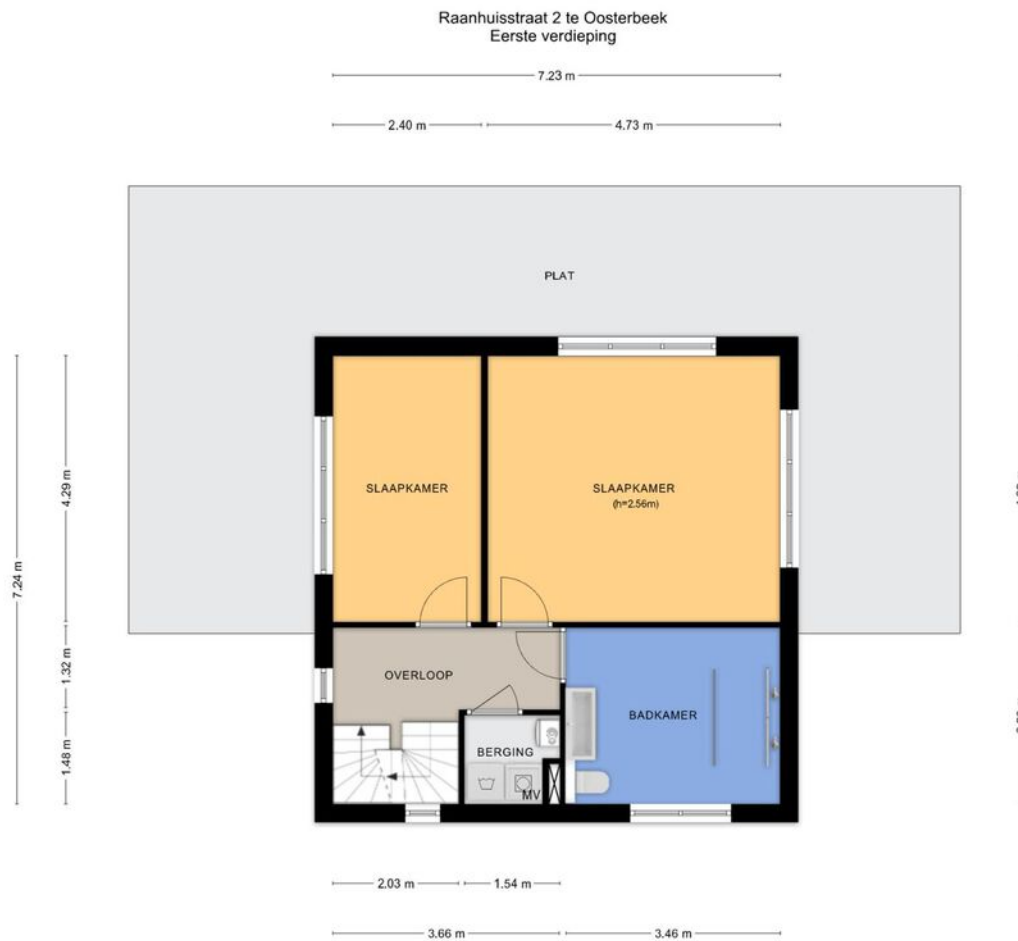 Raanhuisstraat 2 te Oosterbeek
Eerste verdieping
7.23 m
2.40 m
4.73 m
PLAT
4.29 m
7.24 m
SLAAPKAMER
SLAAPKAMER
(h=2.56m)
1.32 m
OVERLOOP
BADKAMER
1.48 m
BERGING
MV
2.03 m
1.54 m
3.66 m
3.46 m